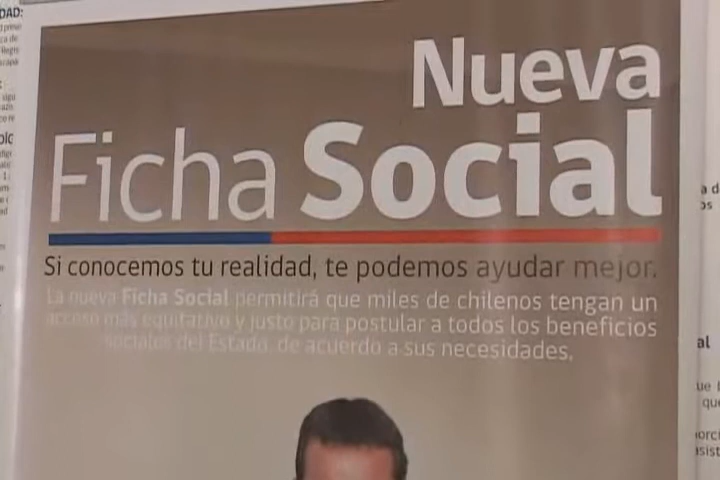 Nueva
Ficha Social
Si conocemos tu realidad, te podemos ayudar mejor.
La nueva Ficha Social permitirá que miles de chilenos tengan un
acceso más equitativo y justo para postular a todos los beneficios
sociales del Estado, de acuerdo a sus necesidades.